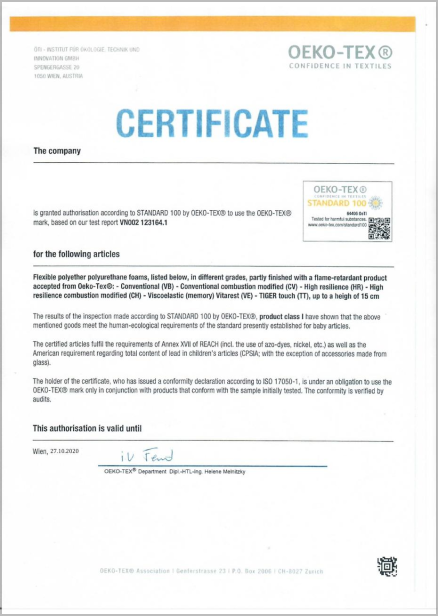 ÖTI - INSTITUT FÜR ÖKOLOGIE, TECHNIK UND
INNOVATION GMBH
SPENGERGASSE 20
1050 WIEN, AUSTRIA
OEKO-TEX®
CONFIDENCE IN TEXTILES
CERTIFICATE
The company
OEKO-TEX®
CONFIDENCE IN TEXTILES
STANDARD 100
Tested for harmful substances.
www.oeko-tex.com/standard100
is granted authorisation according to STANDARD 100 by OEKO-TEX® to use the OEKO-TEX®
mark, based on our test report VN002 123164.1
for the following articles
Flexible polyether polyurethane foams, listed below, in different grades, partly finished with a flame-retardant product
accepted from Oeko-Tex®: - Conventional (VB) - Conventional combustion modified (CV) - High resilience (HR) - High
resilience combustion modified (CH) - Viscoelastic (memory) Vitarest (VE) - TIGER touch (TT), up to a heigh of 15 cm
The results of the inspection made according to STANDARD 100 by OEKO-TEX®, product class I have shown that the above
mentioned goods meet the human-ecological requirements of the standard presently established for baby articles.
The certified articles fulfil the requirements of Annex XVII of REACH (incl. the use of azo-dyes, nickel, etc.) as well as the
American requirement regarding total content of lead in children's articles (CPSIA; with the exception of accessories made from
glass).
The holder of the certificate, who has issued a conformity declaration according to ISO 17050-1, is under an obligation to use the
OEKO-TEX® mark only in conjunction with products that conform with the sample initially tested. The conformity is verified by
audits.
This authorisation is valid until
Wien, 27.10.2020
OEKO-TEX® Department Dipl.-HTL-Ing. Helene Melnitzky
OEKO-TEX® Association | Genferstrasse 23 | P.O. Box 2006 | CH-8027 Zurich